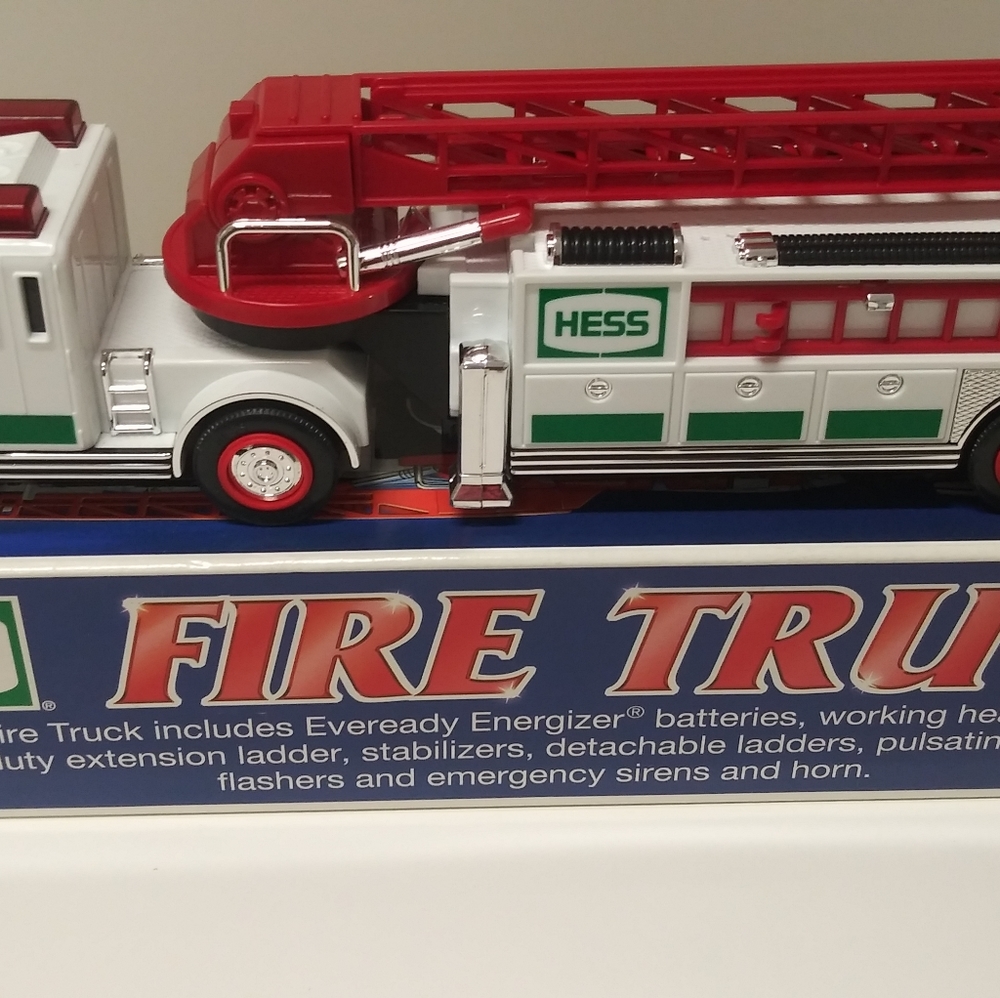 HESS
FIRE TRU
ire Truck includes Eveready Energizer® batteries, working he
uty extension ladder, stabilizers, detachable ladders, pulsatin
flashers and emergency sirens and horn.